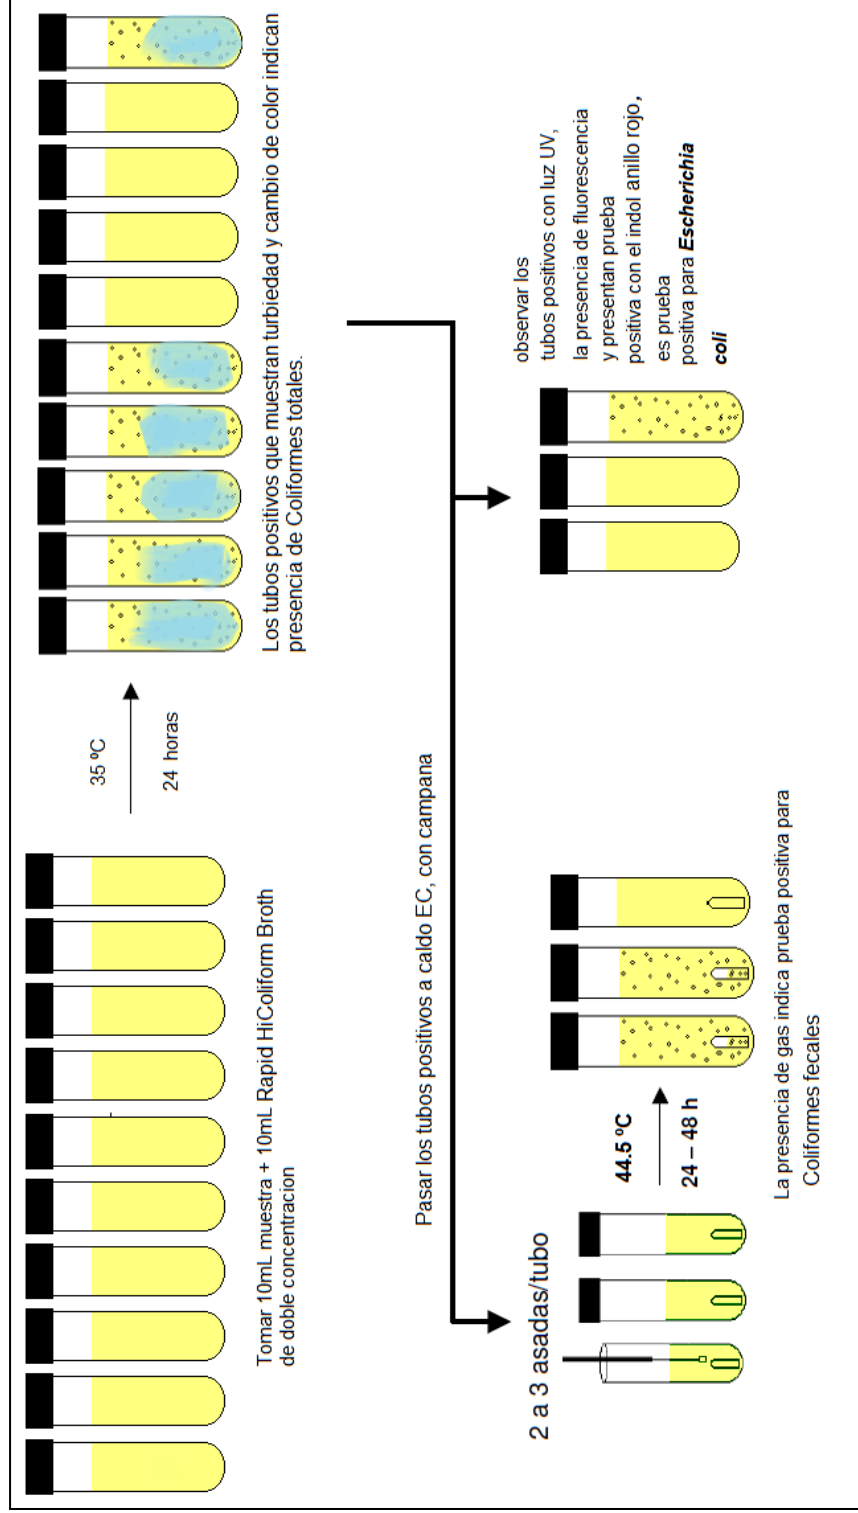 Tomar 10mL muestra + 10mL Rapid HiColiform Broth
de doble concentracion
35 ºC
24 horas
Los tubos positivos que muestran turbiedad y cambio de color indican
presencia de Coliformes totales.
Pasar los tubos positivos a caldo EC, con campana
2 a 3 asadas/tubo
44.5 ºC
24 – 48 h
La presencia de gas indica prueba positiva para
Coliformes fecales
observar los
tubos positivos con luz UV,
la presencia de fluorescencia
y presentan prueba
positiva con el indol anillo rojo,
es prueba
positiva para Escherichia
coli